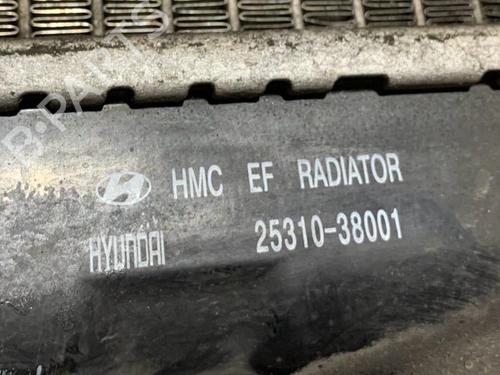 B-PARTS
HMC EF RADIATOR
HYUNDAI 25310-38001